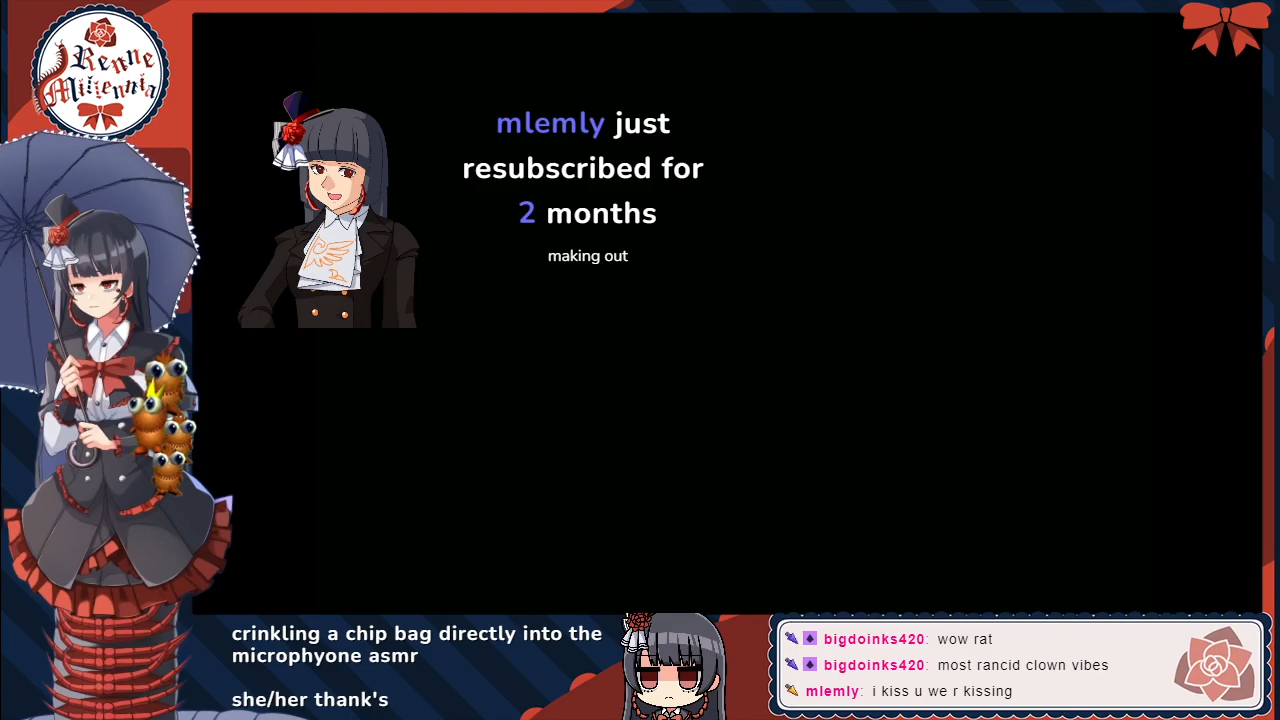 Renne
Millennia
mlemly just
resubscribed for
2 months
making out
crinkling a chip bag directly into the
microphyone asmr
she/her thank's
bigdoinks420: wow rat
bigdoinks420: most rancid clown vibes
mlemly: i kiss u we r kissing